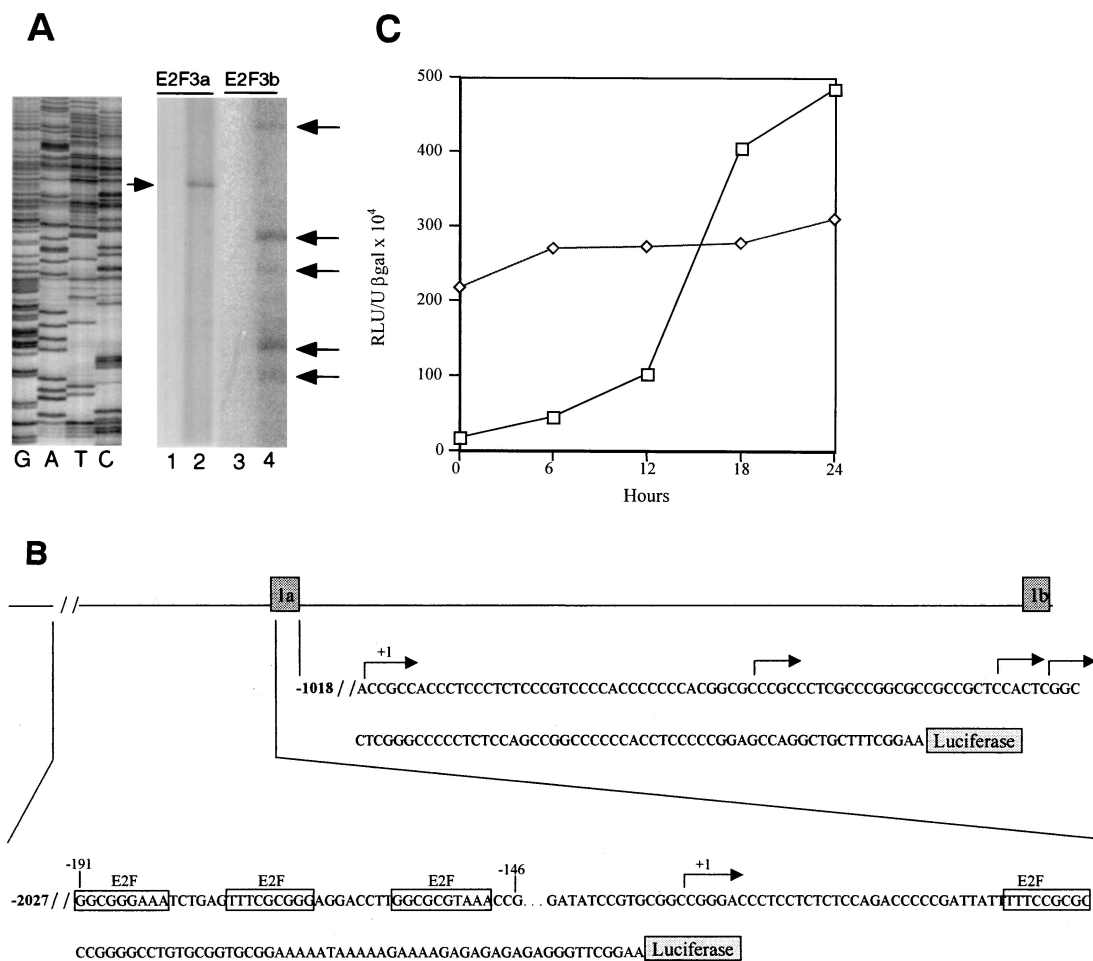 A
C
E2F3a E2F3b
G A T C 1 2 3 4
500
400
300
200
100
0
RLU/U βgal x 10⁴
0 6 12 18 24
Hours
B
1a 1b
+1
-1018 // ACCGCCACCCTCCCTCTCCCGTCCCCACCCCCCCACGGCGCCCGCCCTCGCCCGGCGCCGCCGCTCCACTCGGC
CTCGGGCCCCCTCTCCAGCCGGCCCCCCACCTCCCCCGGAGCCAGGCTGCTTTCGGAA Luciferase
-191 E2F E2F E2F -146 +1 E2F
-2027 // GGCGGGAAATCTGAGTTTCGCGGGAGGACCTTGGCGCGTAAACCG... GATATCCGTGCGGCCGGGACCCTCCTCTCTCCAGACCCCCGATTATTTTTCCGCGC
CCGGGGCCTGTGCGGTGCGGAAAAATAAAAAGAAAAGAGAGAGAGAGGGTTCGGAA Luciferase